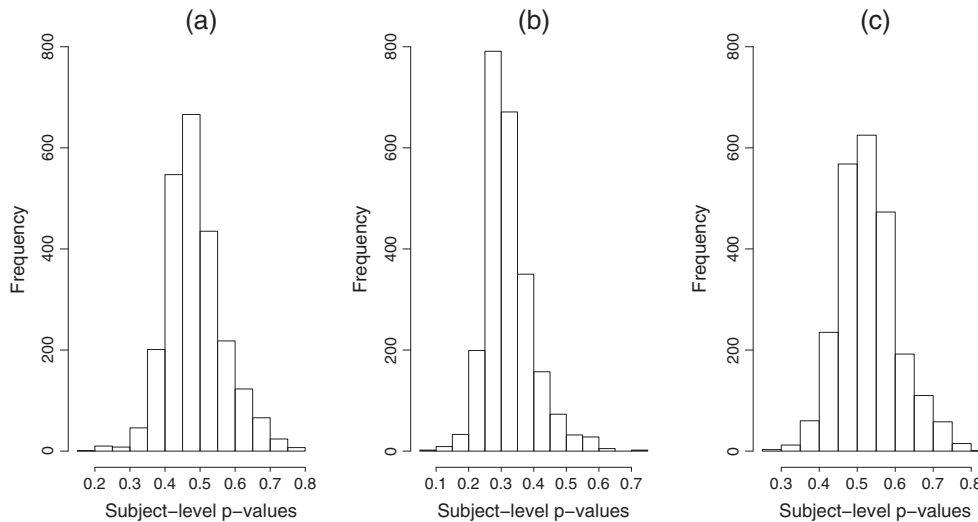 (a)
Frequency
0 200 400 600 800
0.2 0.3 0.4 0.5 0.6 0.7 0.8
Subject-level p-values
(b)
Frequency
0 200 400 600 800
0.1 0.2 0.3 0.4 0.5 0.6 0.7
Subject-level p-values
(c)
Frequency
0 200 400 600 800
0.3 0.4 0.5 0.6 0.7 0.8
Subject-level p-values